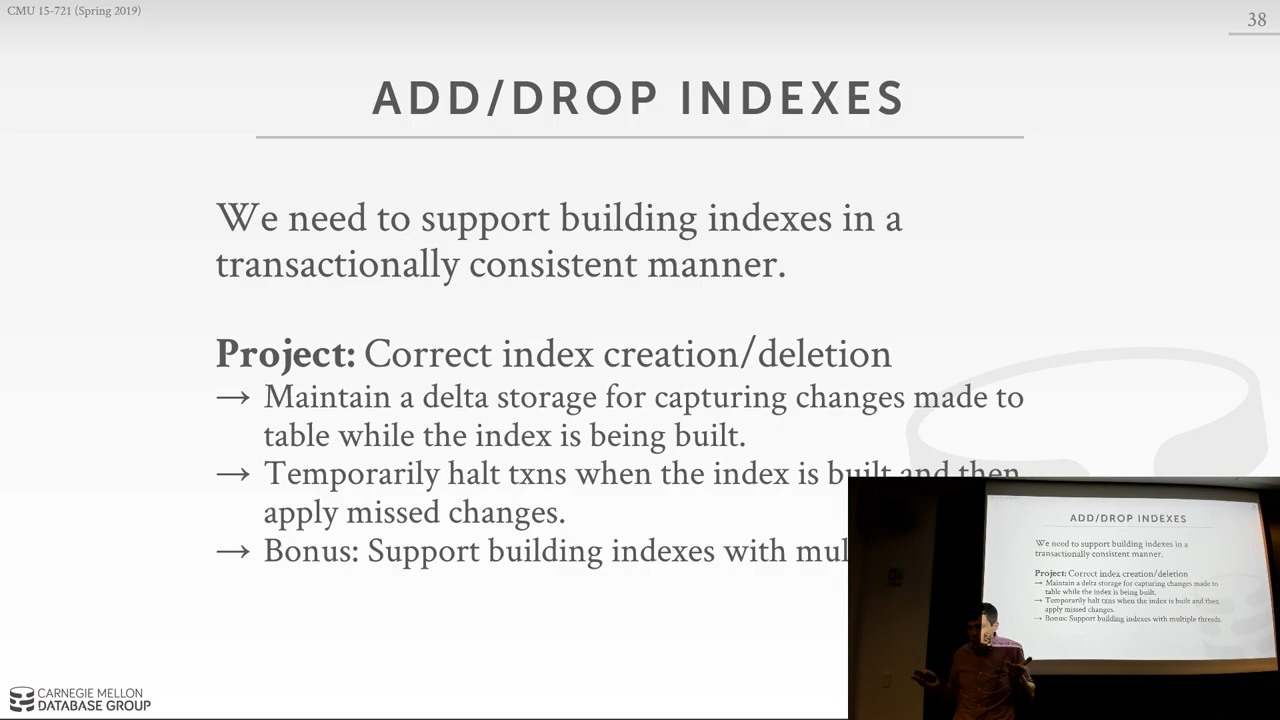 CMU 15-721 (Spring 2019)
38
ADD/DROP INDEXES
We need to support building indexes in a
transactionally consistent manner.
Project: Correct index creation/deletion
→ Maintain a delta storage for capturing changes made to
table while the index is being built.
→ Temporarily halt txns when the index is built and then
apply missed changes.
→ Bonus: Support building indexes with mul
CARNEGIE MELLON
DATABASE GROUP
ADD/DROP INDEXES
We need to support building indexes in a
transactionally consistent manner.
Project: Correct index creation/deletion
→ Maintain a delta storage for capturing changes made to
table while the index is being built.
→ Temporarily halt txns when the index is built and then
apply missed changes.
→ Bonus: Support building indexes with multiple threads.